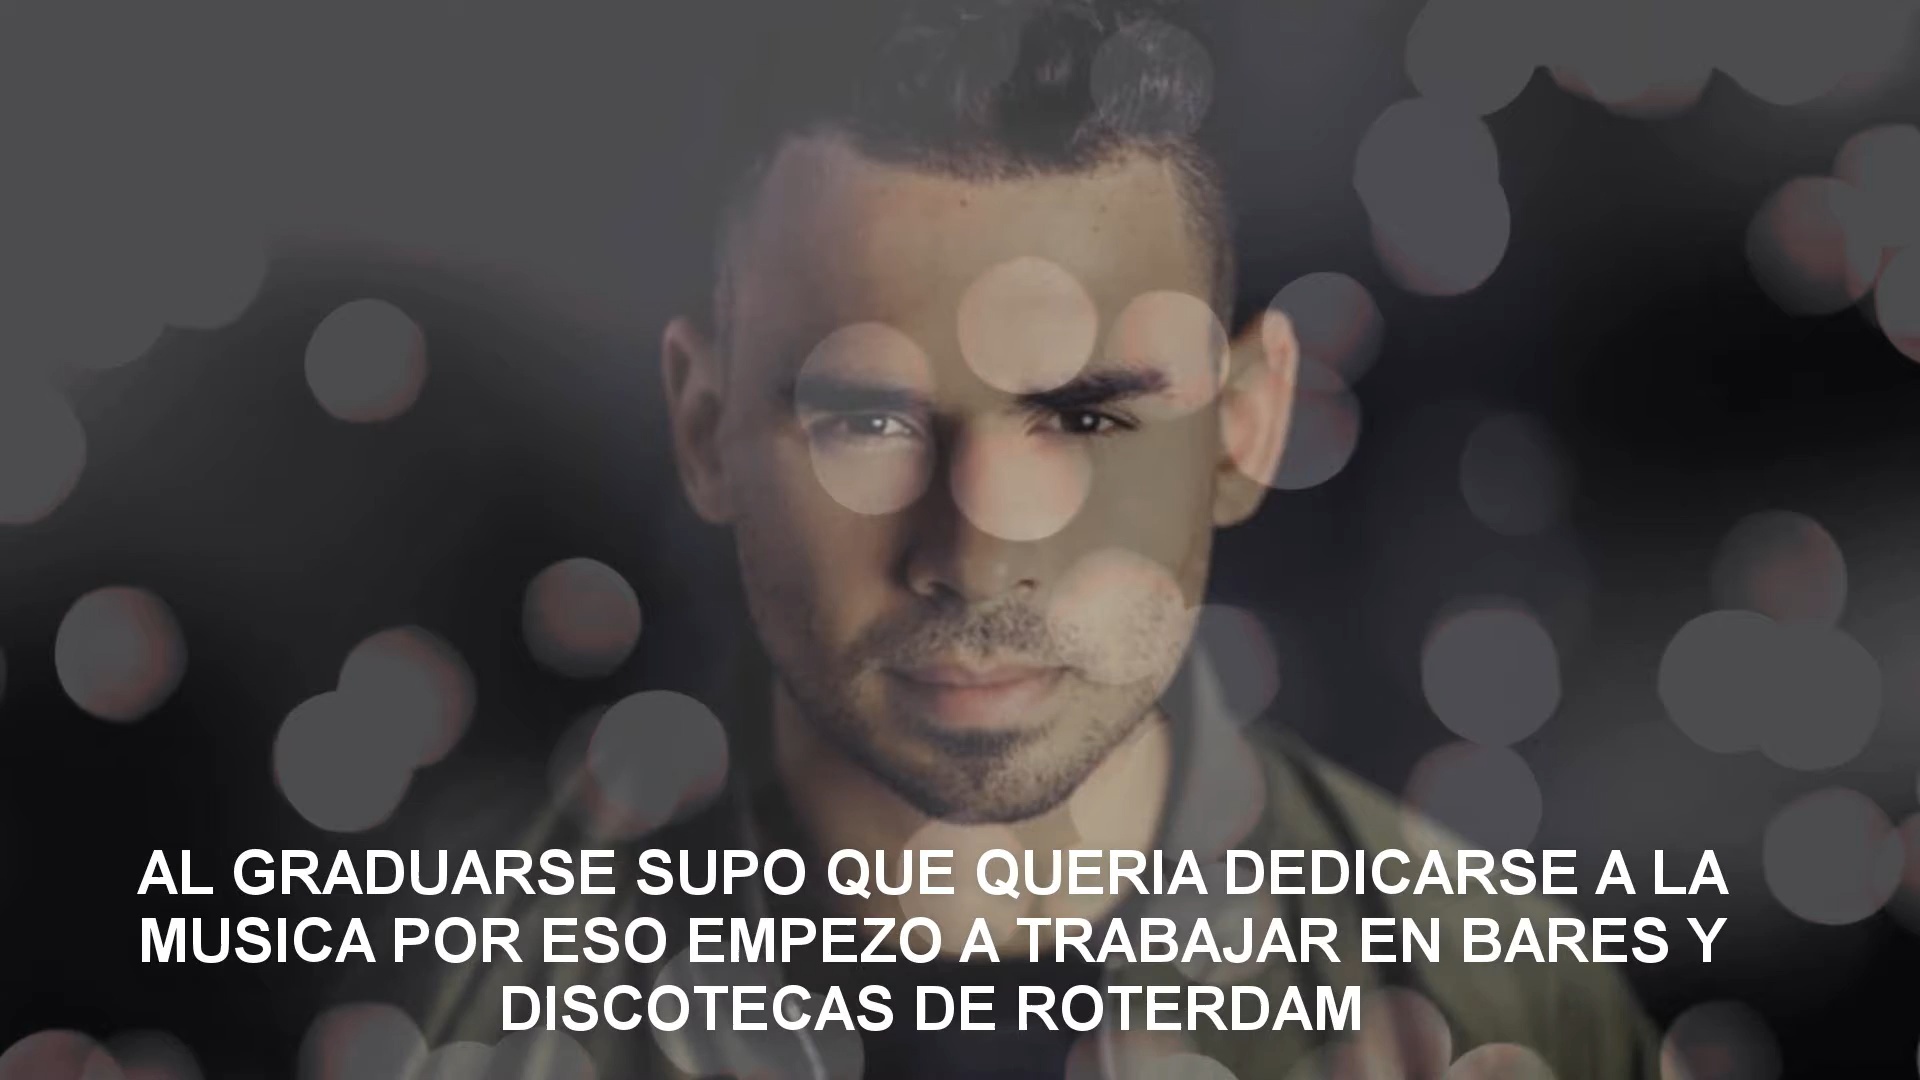 AL GRADUARSE SUPO QUE QUERIA DEDICARSE A LA
MUSICA POR ESO EMPEZO A TRABAJAR EN BARES Y
DISCOTECAS DE ROTERDAM